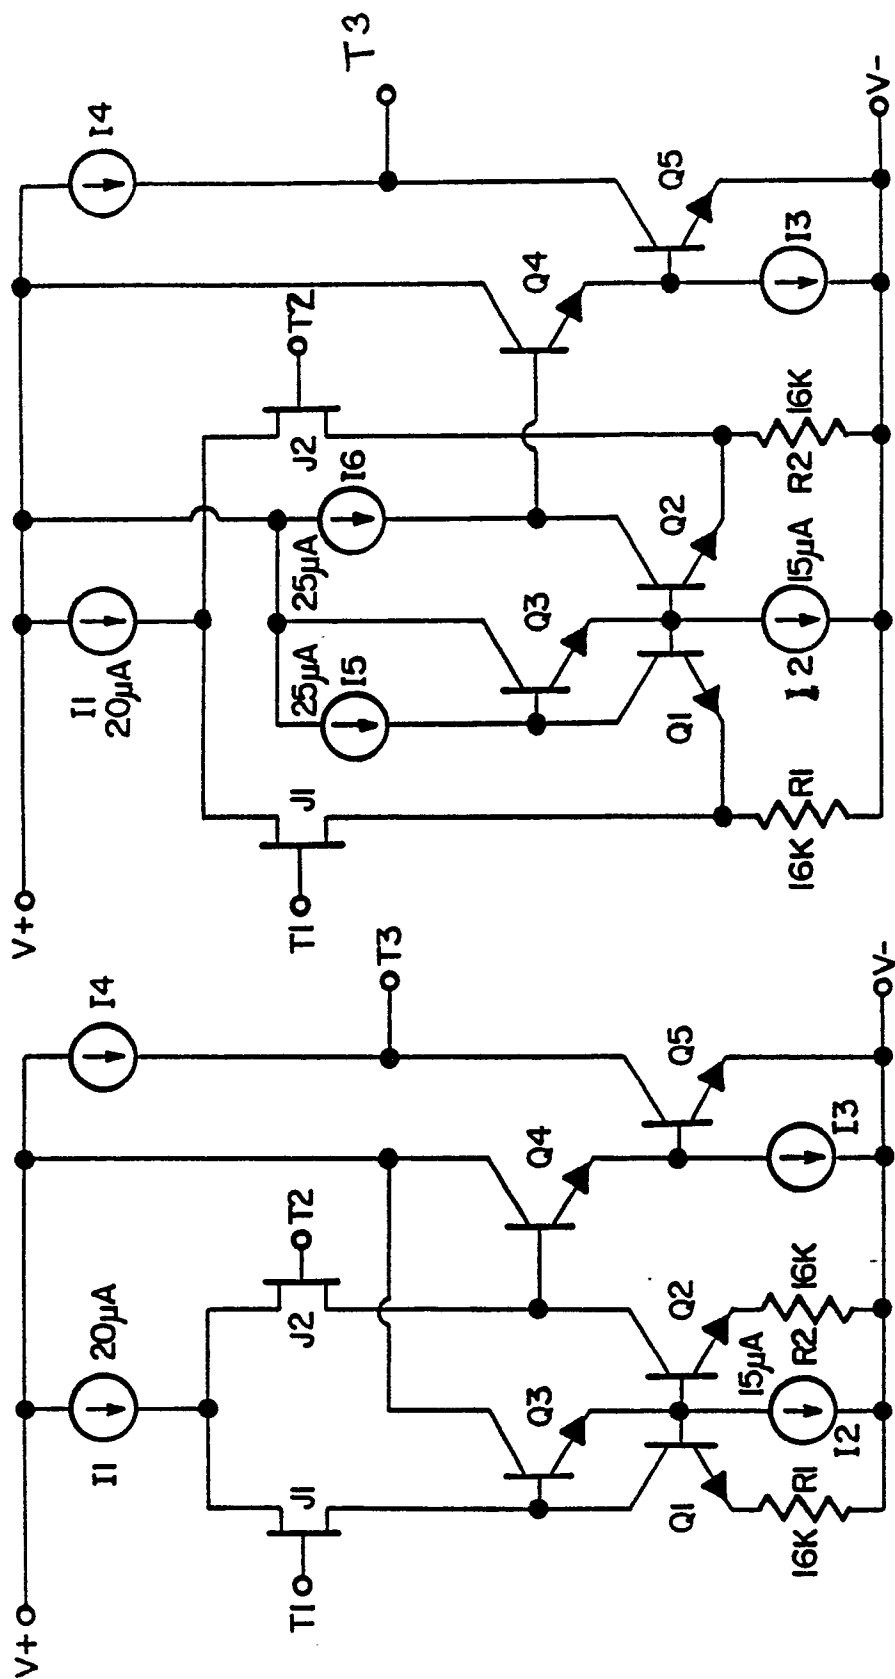 V+
I1
20µA
I4
T1
J1
J2
T2
T3
Q3
Q4
Q1
Q2
Q5
15µA
16K
R1
I2
R2
16K
I3
V-
V+
I1
20µA
I4
T1
J1
25µA
I5
25µA
I6
J2
T2
T3
Q3
Q4
Q1
Q2
Q5
16K
R1
I2
15µA
R2
16K
I3
V-